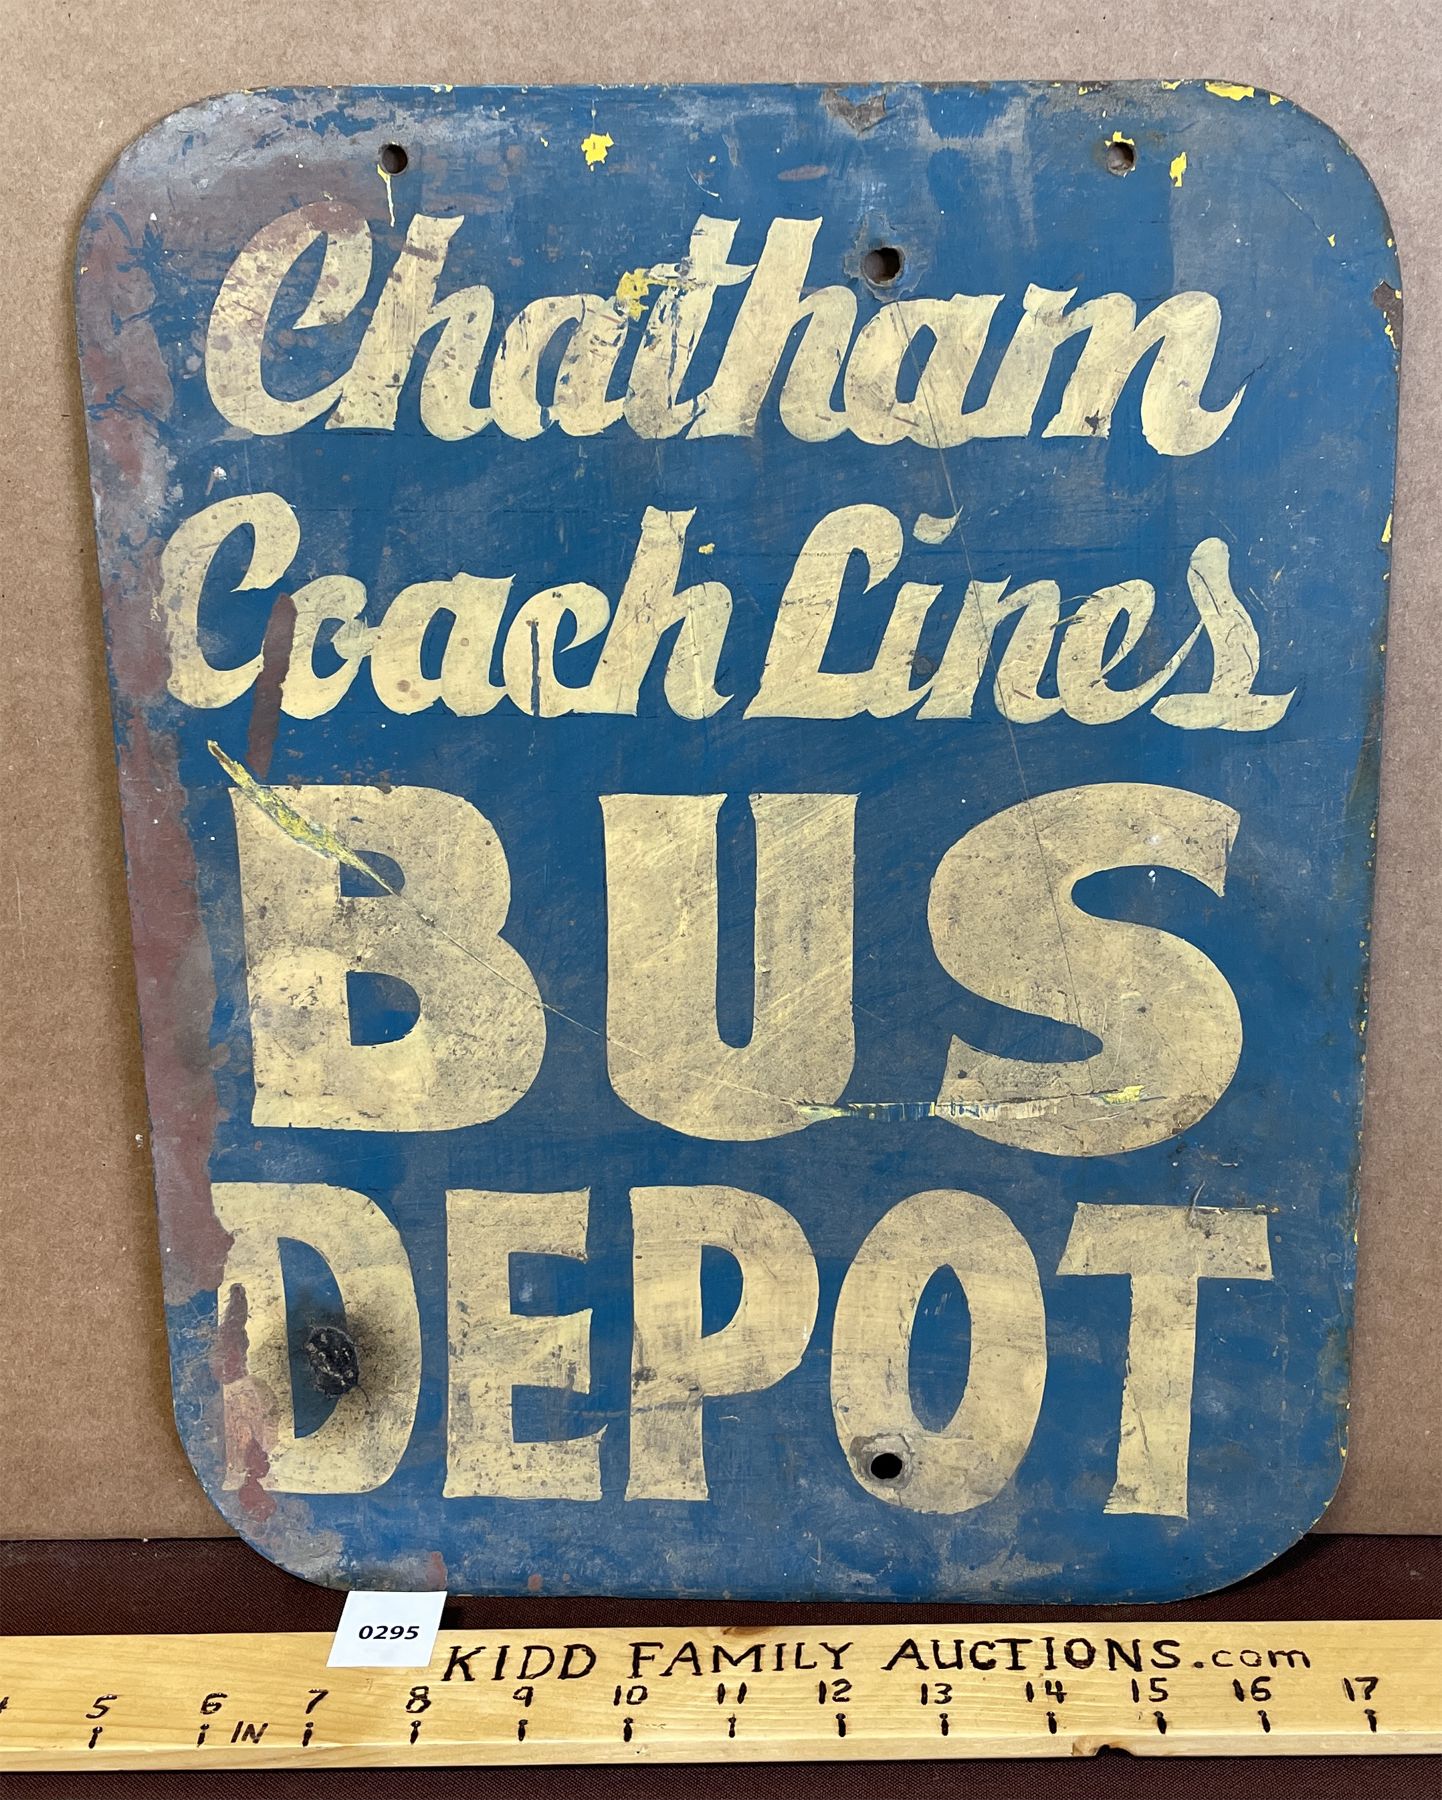 Chatham
Coach Lines
BUS
DEPOT
0295
KIDD FAMILY AUCTIONS.com
5 6 7 8 9 10 11 12 13 14 15 16 17
IN